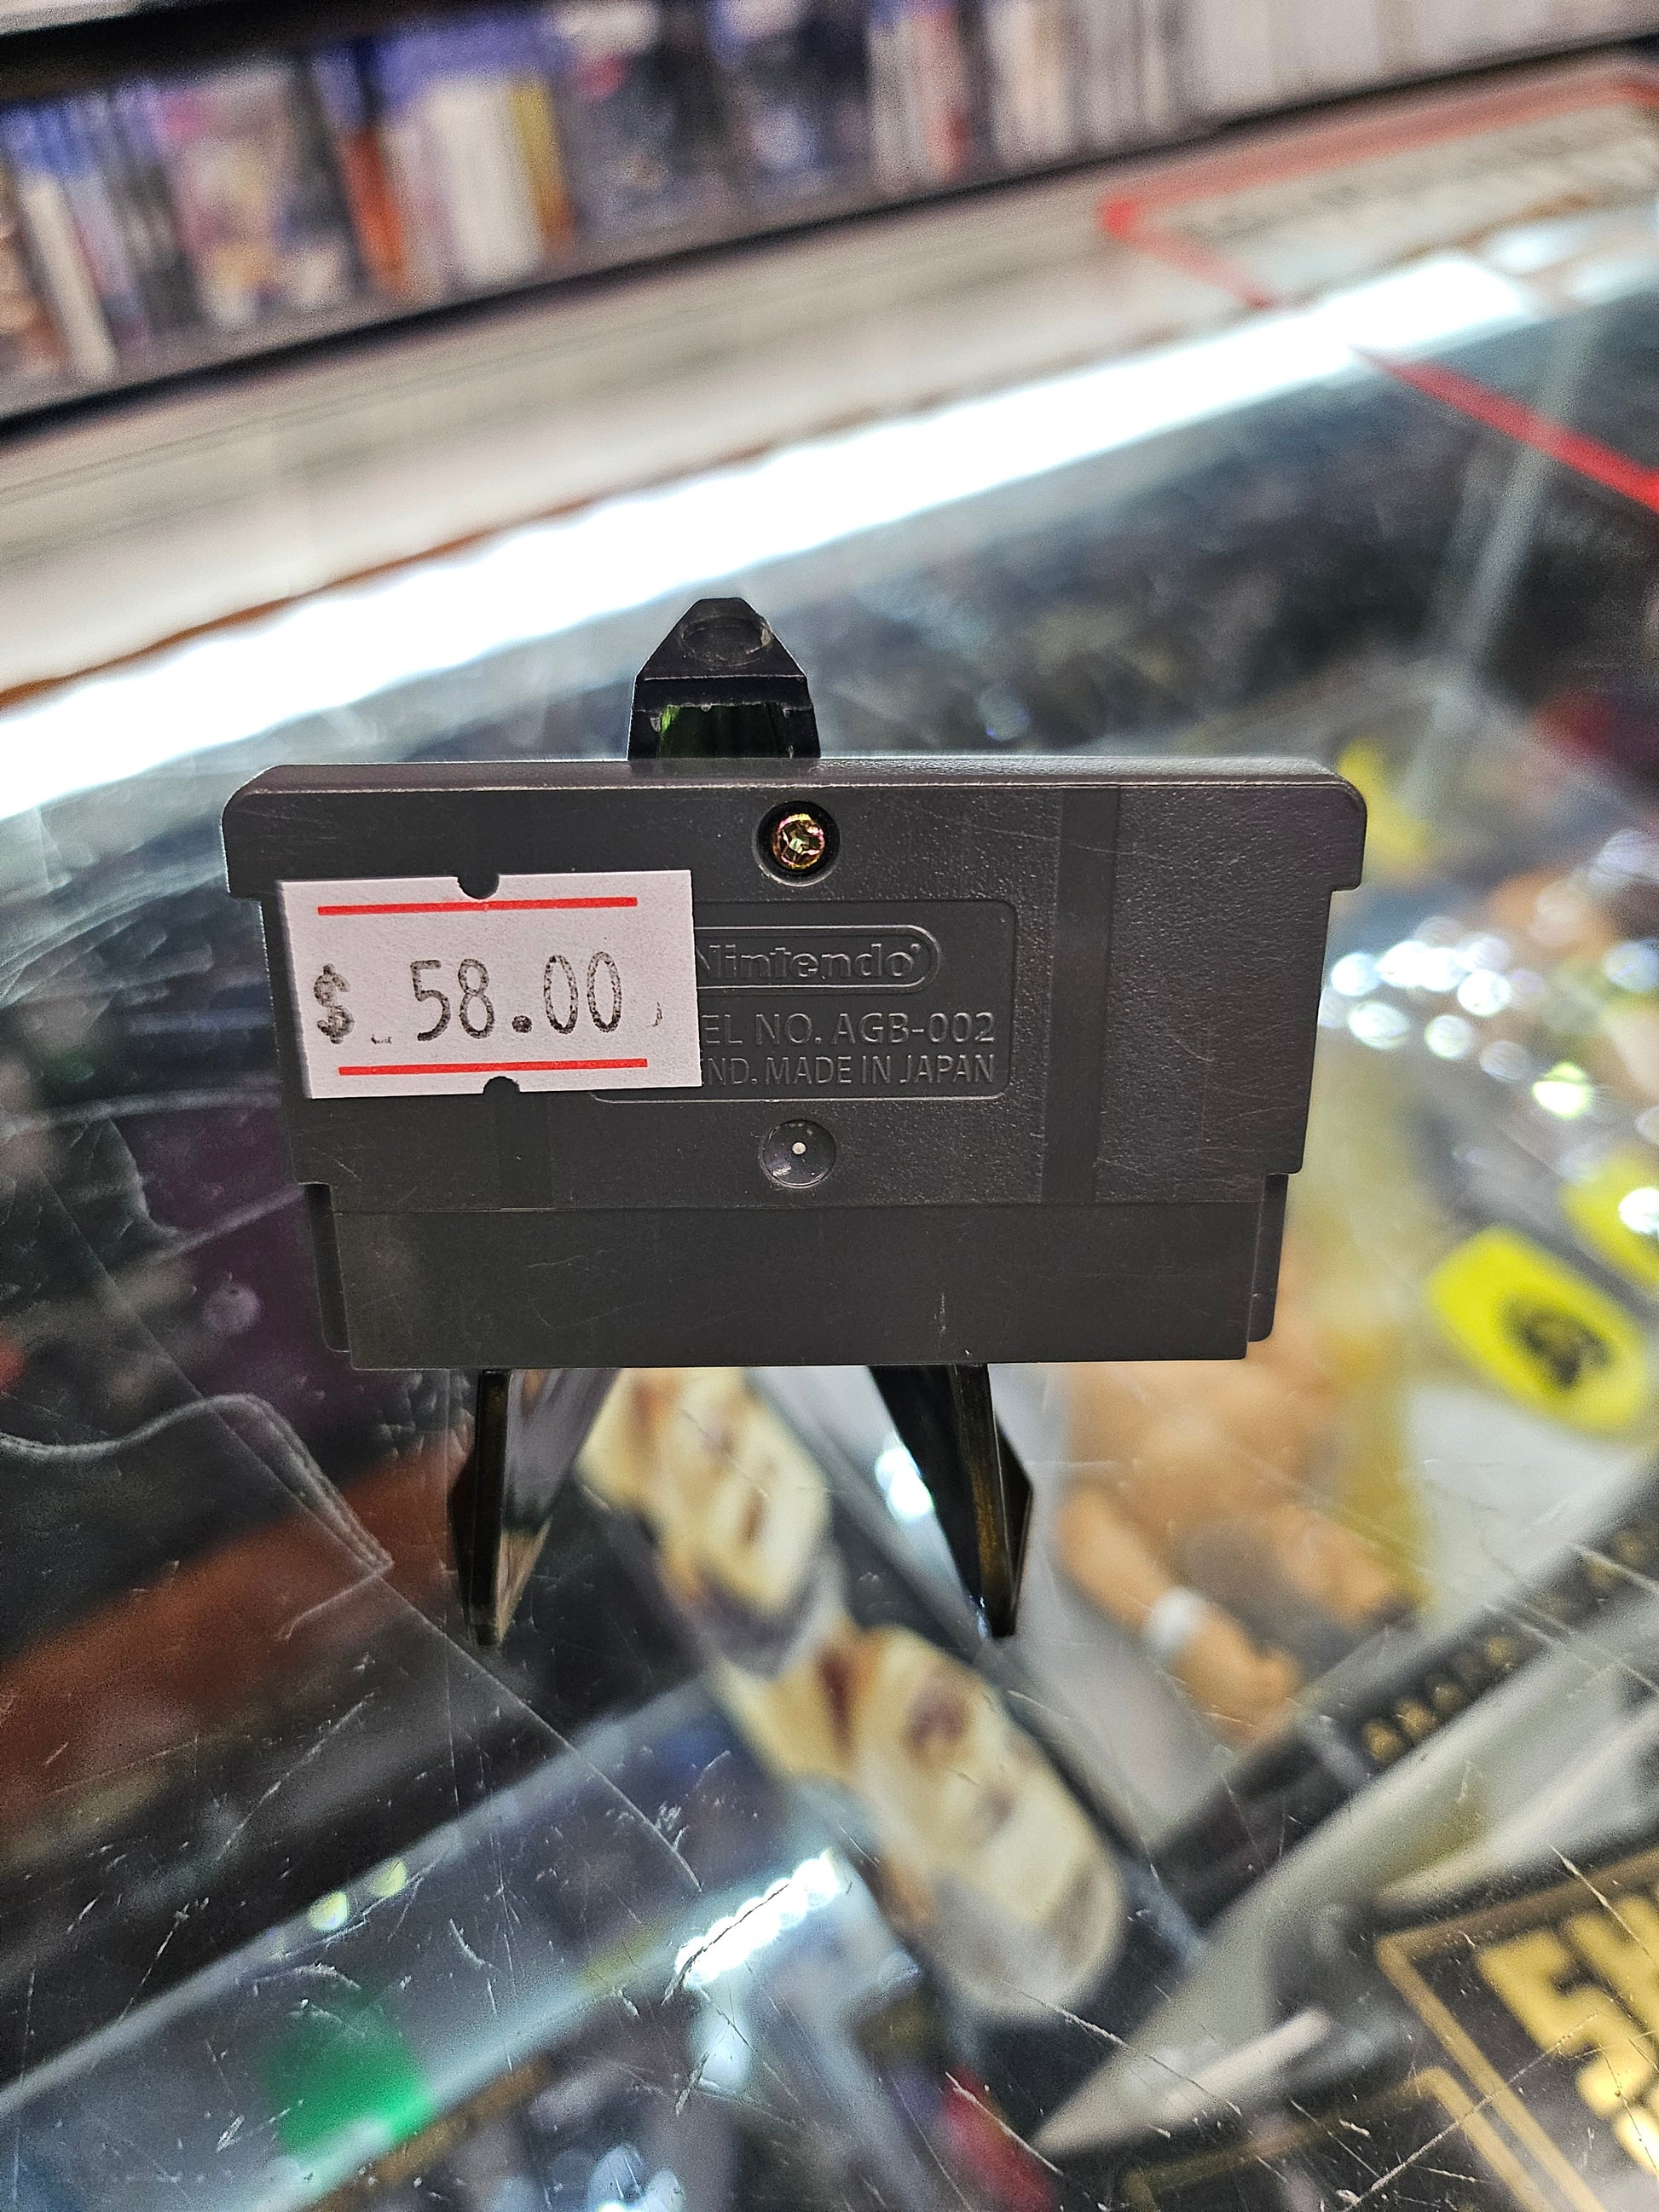 $ 58.00
Nintendo
EL NO. AGB-002
ND. MADE IN JAPAN